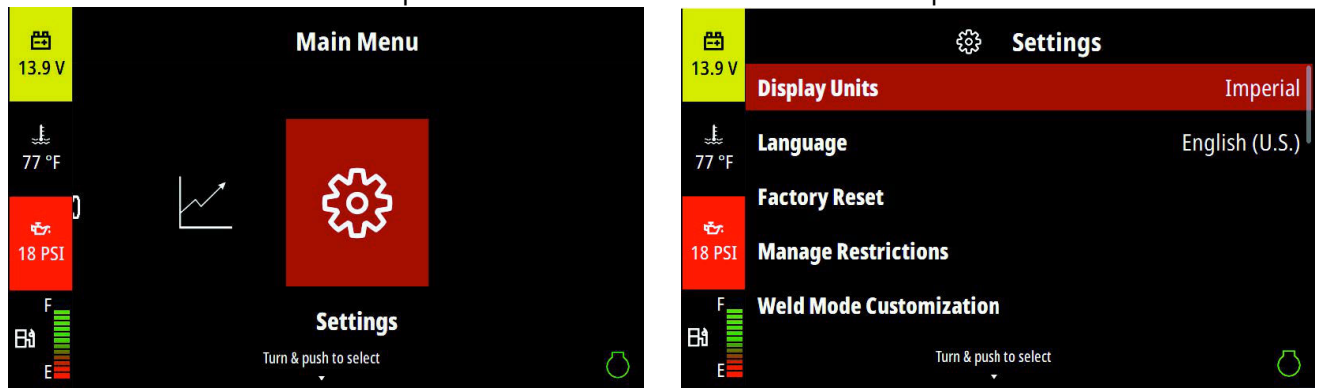 Main Menu
13.9 V
77 °F
18 PSI
F
E
Settings
Turn & push to select
Settings
13.9 V
Display Units Imperial
Language English (U.S.)
77 °F
Factory Reset
18 PSI
Manage Restrictions
Weld Mode Customization
F
E
Turn & push to select